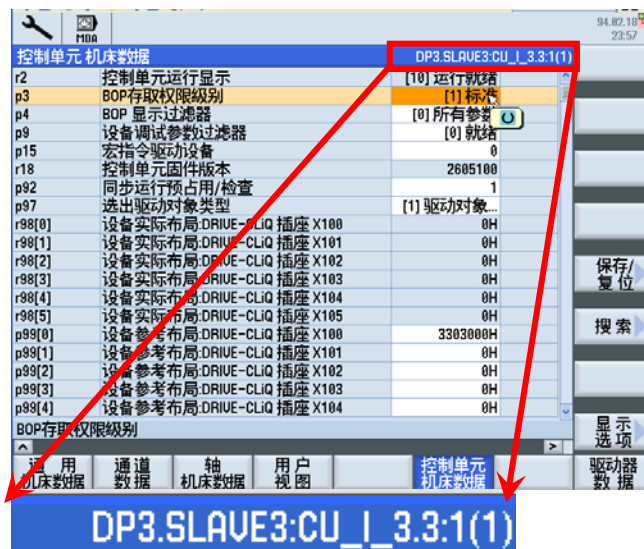 94.02.10
MDA
23:57
控制单元 机床数据 DP3.SLAVE3:CU_I_3.3:1(1)
r2 控制单元运行显示 [10] 运行就绪
p3 BOP存取权限级别 [1] 标准
p4 BOP 显示过滤器 [0] 所有参数
p9 设备调试参数过滤器 [0] 就绪
p15 宏指令驱动设备 0
r18 控制单元固件版本 2605100
p92 同步运行预占用/检查 1
p97 选出驱动对象类型 [1] 驱动对象...
r98[0] 设备实际布局:DRIVE-CLiQ 插座 X100 0H
r98[1] 设备实际布局:DRIVE-CLiQ 插座 X101 0H
r98[2] 设备实际布局:DRIVE-CLiQ 插座 X102 0H
r98[3] 设备实际布局:DRIVE-CLiQ 插座 X103 0H
r98[4] 设备实际布局:DRIVE-CLiQ 插座 X104 0H
r98[5] 设备实际布局:DRIVE-CLiQ 插座 X105 0H
p99[0] 设备参考布局:DRIVE-CLiQ 插座 X100 3303000H
p99[1] 设备参考布局:DRIVE-CLiQ 插座 X101 0H
p99[2] 设备参考布局:DRIVE-CLiQ 插座 X102 0H
p99[3] 设备参考布局:DRIVE-CLiQ 插座 X103 0H
p99[4] 设备参考布局:DRIVE-CLiQ 插座 X104 0H
BOP存取权限级别
保存/
复位
搜索
显示
选项
通用
机床数据
通道
数据
轴
机床数据
用户
视图
控制单元
机床数据
驱动器
数据
DP3.SLAVE3:CU_I_3.3:1(1)